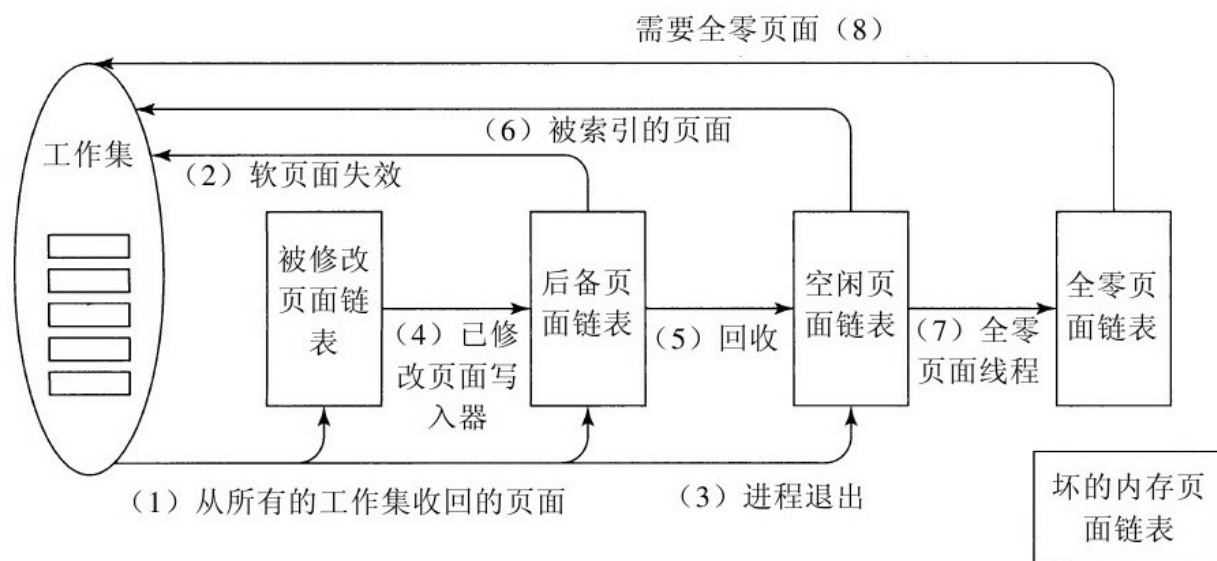 需要全零页面（8）
（6）被索引的页面
工作集
（2）软页面失效
被修改
页面链
表
后备页
面链表
空闲页
面链表
全零页
面链表
（4）已修
改页面写
入器
（5）回收
（7）全零
页面线程
（1）从所有的工作集收回的页面
（3）进程退出
坏的内存页
面链表